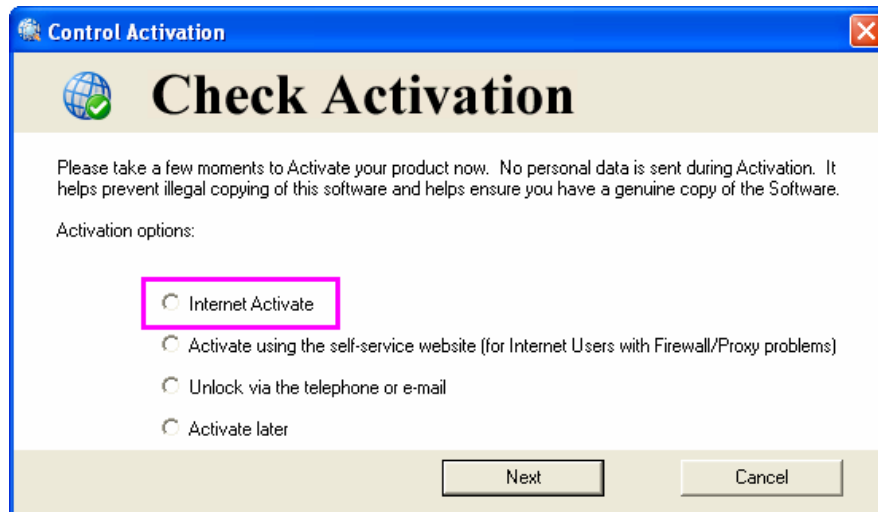 Control Activation
Check Activation
Please take a few moments to Activate your product now.  No personal data is sent during Activation.  It
helps prevent illegal copying of this software and helps ensure you have a genuine copy of the Software.
Activation options:
Internet Activate
Activate using the self-service website (for Internet Users with Firewall/Proxy problems)
Unlock via the telephone or e-mail
Activate later
Next
Cancel